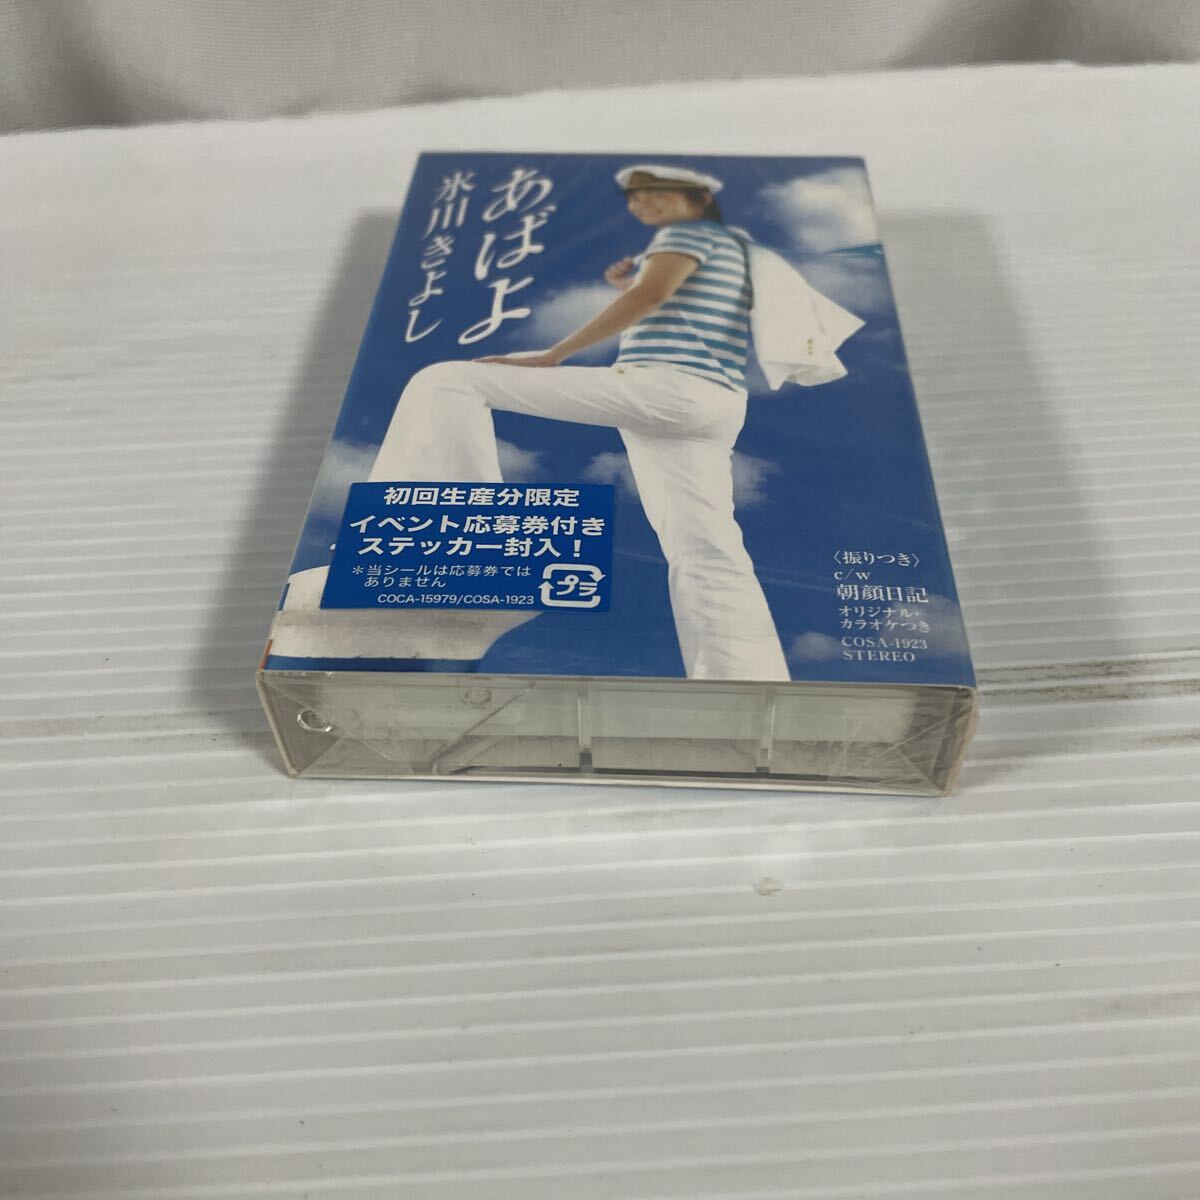 あばよ
氷川きよし
初回生産分限定
イベント応募券付き
ステッカー封入！
＊当シールは応募券では
ありません
COCA-15979/COSA-1923
プラ
〈振りつき〉
c/w
朝顔日記
オリジナル・
カラオケつき
COSA-1923
STEREO